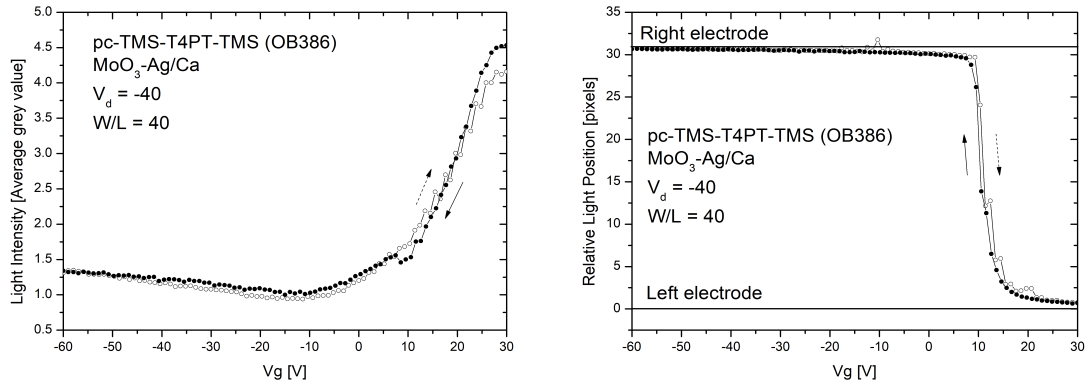 5.0
4.5
4.0
3.5
3.0
2.5
2.0
1.5
1.0
0.5
Light Intensity [Average grey value]
pc-TMS-T4PT-TMS (OB386)
MoO₃-Ag/Ca
V_d = -40
W/L = 40
-60 -50 -40 -30 -20 -10 0 10 20 30
Vg [V]
35
30
25
20
15
10
5
0
Relative Light Position [pixels]
Right electrode
pc-TMS-T4PT-TMS (OB386)
MoO₃-Ag/Ca
V_d = -40
W/L = 40
Left electrode
-60 -50 -40 -30 -20 -10 0 10 20 30
Vg [V]